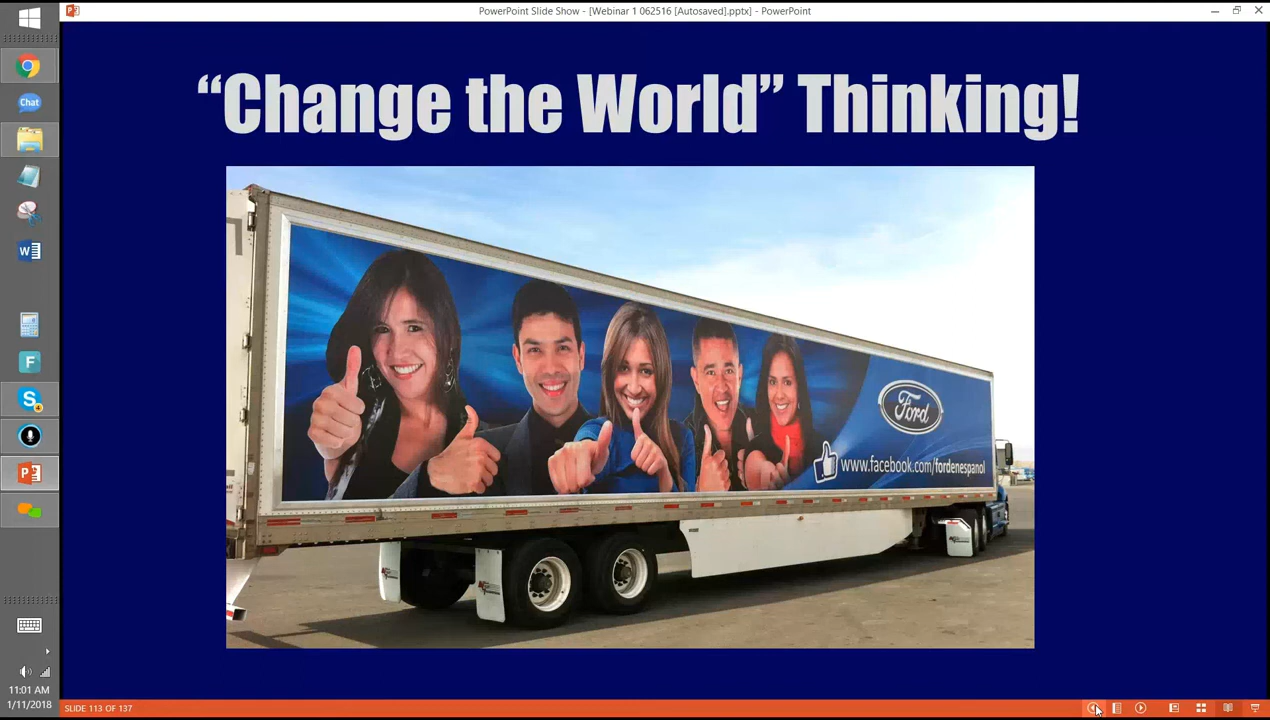 PowerPoint Slide Show - [Webinar 1 062516 [Autosaved].pptx] - PowerPoint
“Change the World” Thinking!
Chat
W
F
S
P
Ford
www.facebook.com/fordenespanol
11:01 AM
1/11/2018
SLIDE 113 OF 137